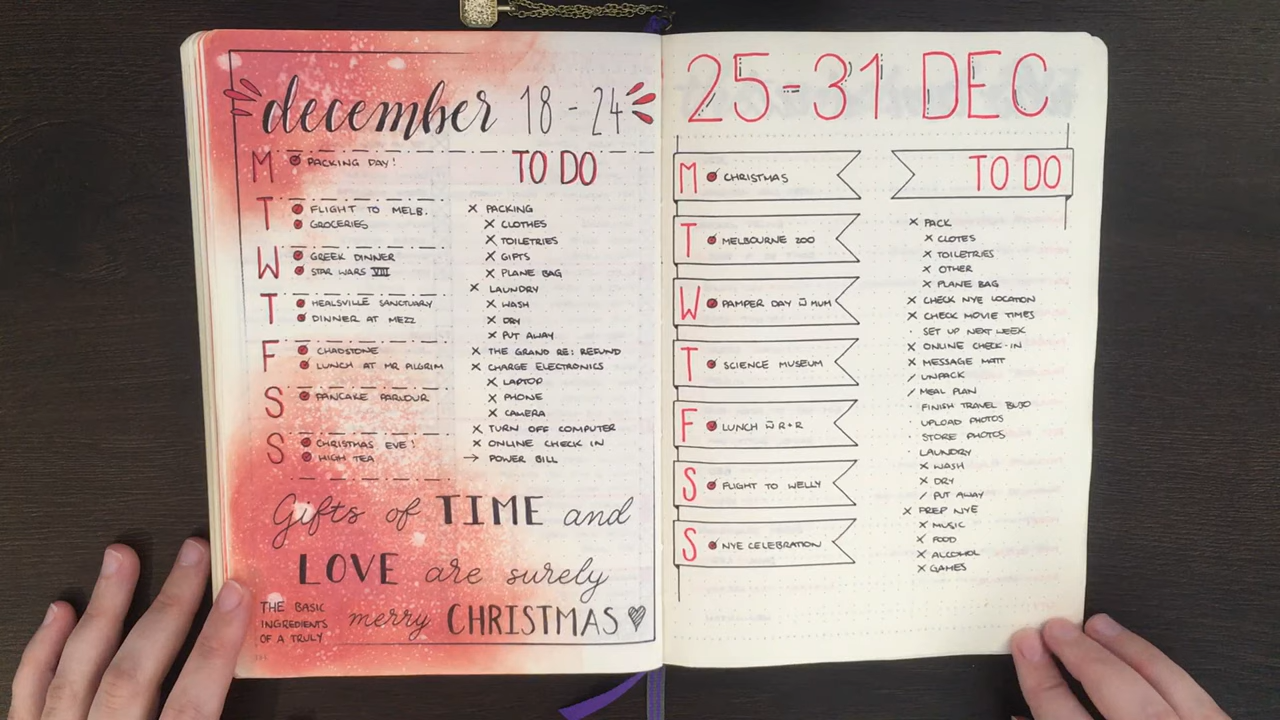 december 18 - 24
M PACKING DAY!
T FLIGHT TO MELB.
GROCERIES
W GREEK DINNER
STAR WARS VIII
T HEALSVILLE SANCTUARY
DINNER AT MEZZ
F CHADSTONE
LUNCH AT MR PILGRIM
S PANCAKE PARLOUR
S CHRISTMAS EVE!
HIGH TEA
TO DO
X PACKING
X CLOTHES
X TOILETRIES
X GIFTS
X PLANE BAG
X LAUNDRY
X WASH
X DRY
X PUT AWAY
X THE GRAND RE: REFUND
X CHARGE ELECTRONICS
X LAPTOP
X PHONE
X CAMERA
X TURN OFF COMPUTER
X ONLINE CHECK IN
→ POWER BILL
Gifts of TIME and
LOVE are surely
THE BASIC
INGREDIENTS
OF A TRULY
merry CHRISTMAS
25-31 DEC
M CHRISTMAS
T MELBOURNE ZOO
W PAMPER DAY w̄ MUM
T SCIENCE MUSEUM
F LUNCH w̄ R+R
S FLIGHT TO WELLY
S NYE CELEBRATION
TO DO
X PACK
X CLOTES
X TOILETRIES
X OTHER
X PLANE BAG
X CHECK NYE LOCATION
X CHECK MOVIE TIMES
· SET UP NEXT WEEK
X ONLINE CHECK-IN
X MESSAGE MATT
/ UNPACK
/ MEAL PLAN
· FINISH TRAVEL BUJO
· UPLOAD PHOTOS
· STORE PHOTOS
· LAUNDRY
X WASH
X DRY
/ PUT AWAY
X PREP NYE
X MUSIC
X FOOD
X ALCOHOL
X GAMES